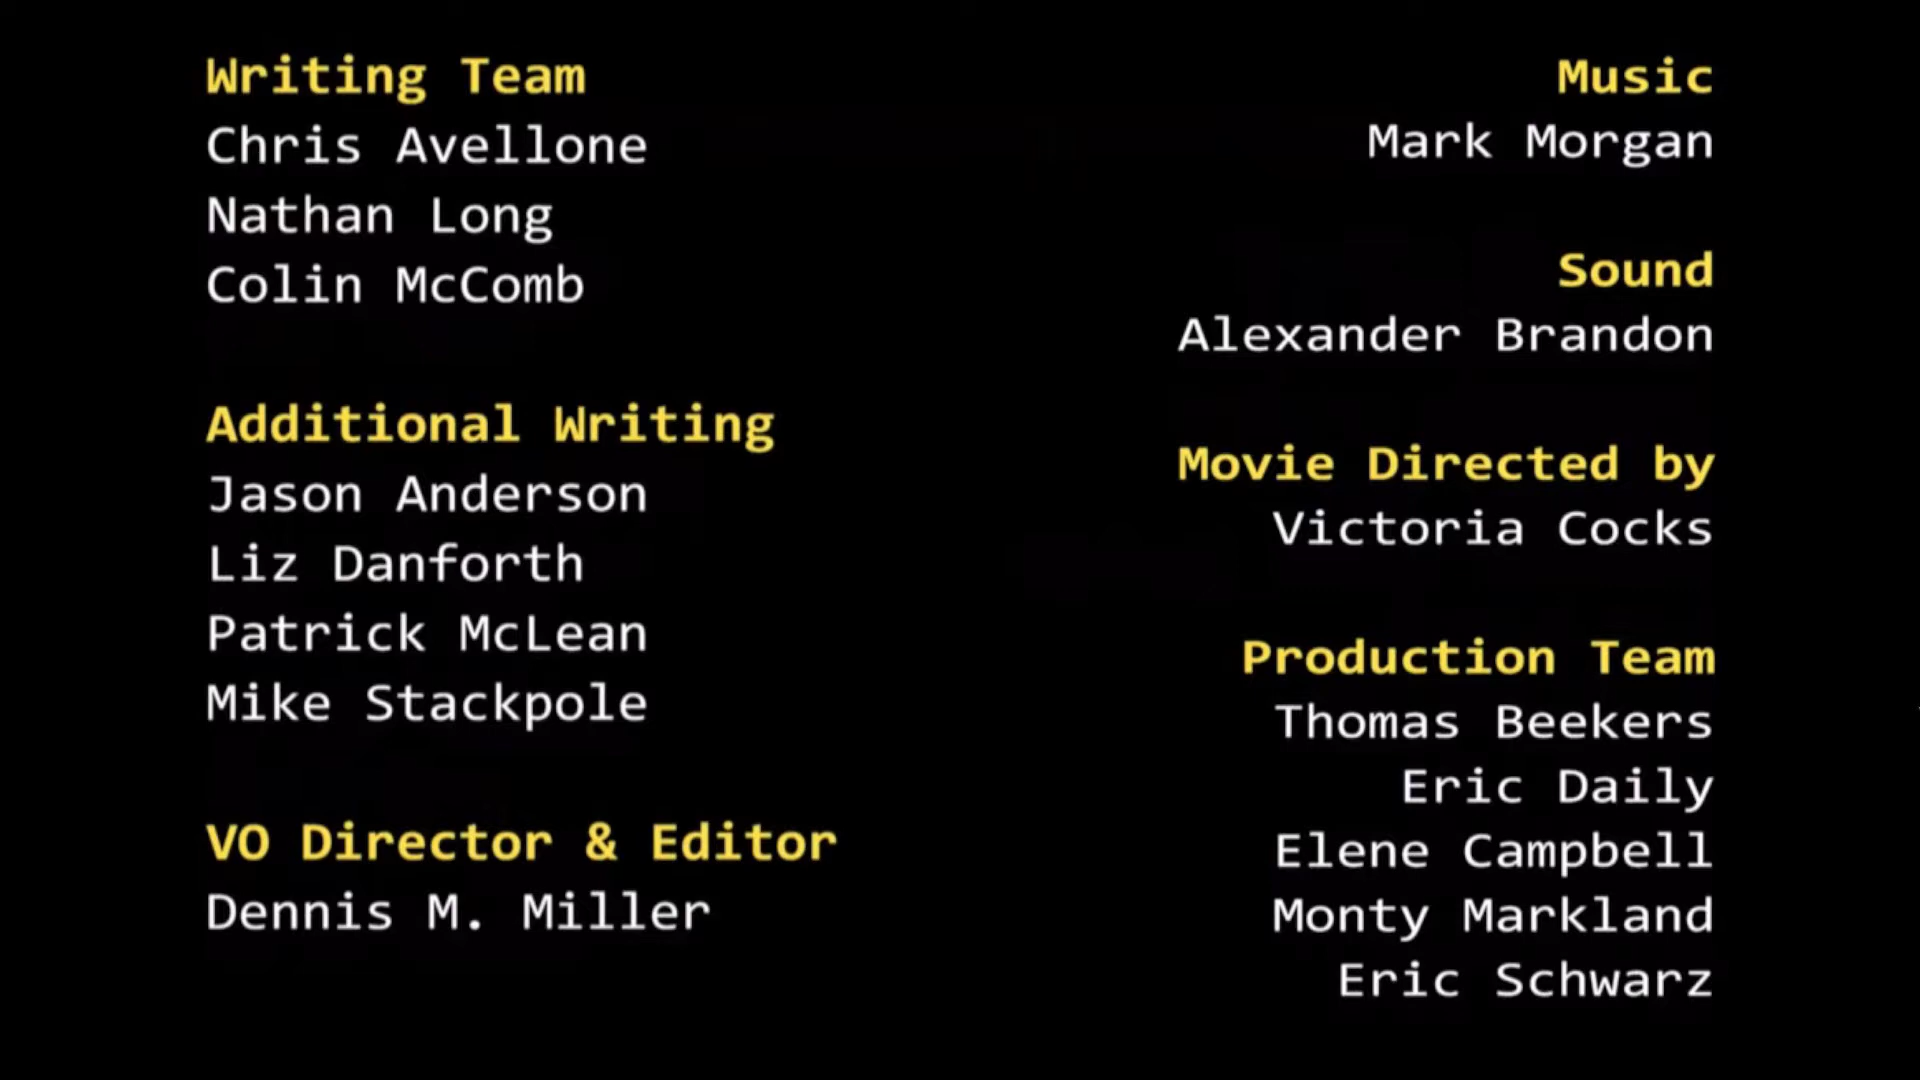 Writing Team
Chris Avellone
Nathan Long
Colin McComb
Additional Writing
Jason Anderson
Liz Danforth
Patrick McLean
Mike Stackpole
VO Director & Editor
Dennis M. Miller
Music
Mark Morgan
Sound
Alexander Brandon
Movie Directed by
Victoria Cocks
Production Team
Thomas Beekers
Eric Daily
Elene Campbell
Monty Markland
Eric Schwarz